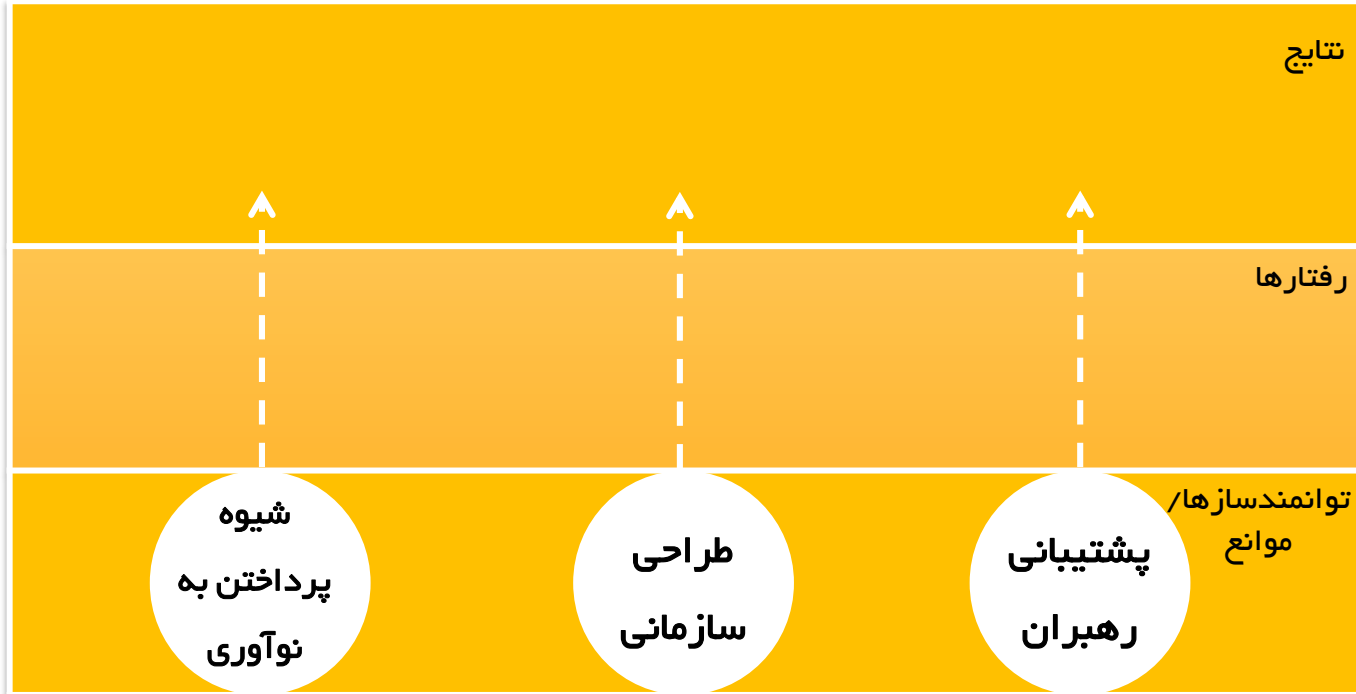 نتایج
رفتارها
توانمندسازها/
موانع
پشتیبانی
رهبران
طراحی
سازمانی
شیوه
پرداختن به
نوآوری